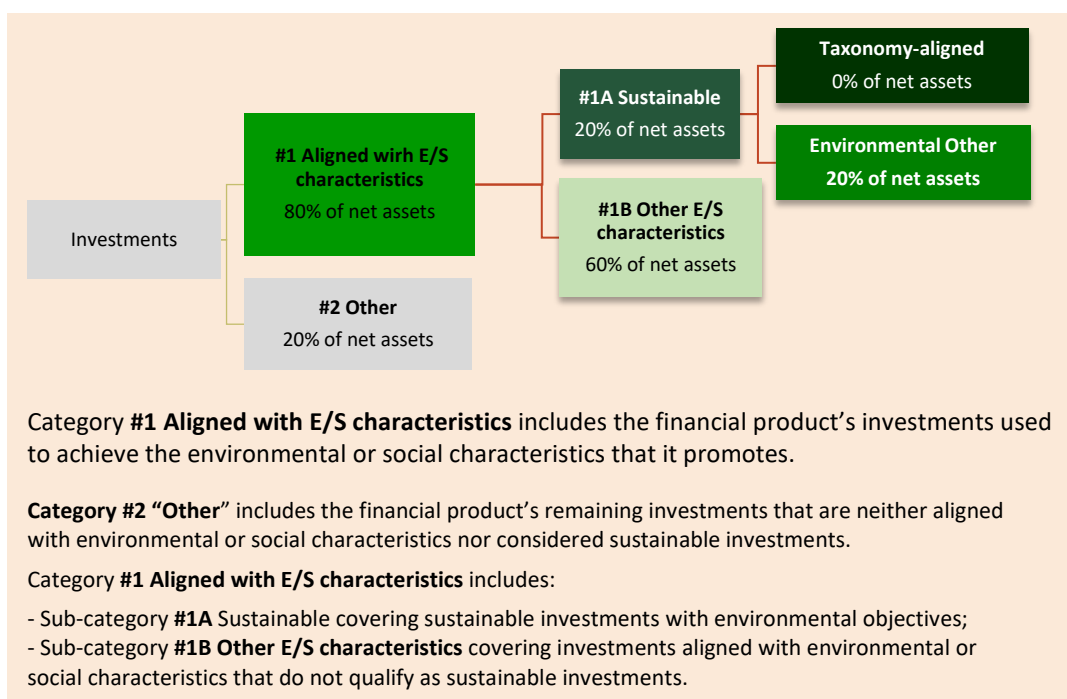 Taxonomy-aligned
0% of net assets
#1A Sustainable
20% of net assets
#1 Aligned wirh E/S
characteristics
80% of net assets
Environmental Other
20% of net assets
Investments
#1B Other E/S
characteristics
60% of net assets
#2 Other
20% of net assets
Category #1 Aligned with E/S characteristics includes the financial product’s investments used
to achieve the environmental or social characteristics that it promotes.
Category #2 “Other” includes the financial product’s remaining investments that are neither aligned
with environmental or social characteristics nor considered sustainable investments.
Category #1 Aligned with E/S characteristics includes:
- Sub-category #1A Sustainable covering sustainable investments with environmental objectives;
- Sub-category #1B Other E/S characteristics covering investments aligned with environmental or
social characteristics that do not qualify as sustainable investments.